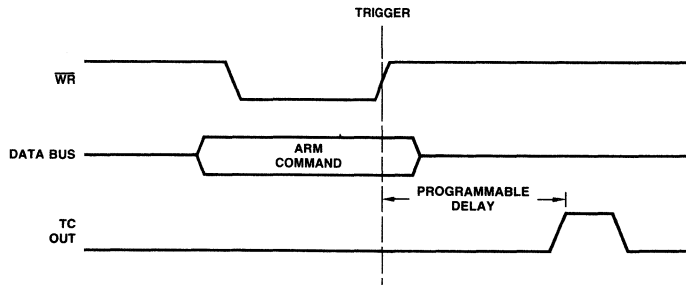 TRIGGER
WR
DATA BUS
ARM
COMMAND
PROGRAMMABLE
DELAY
TC
OUT